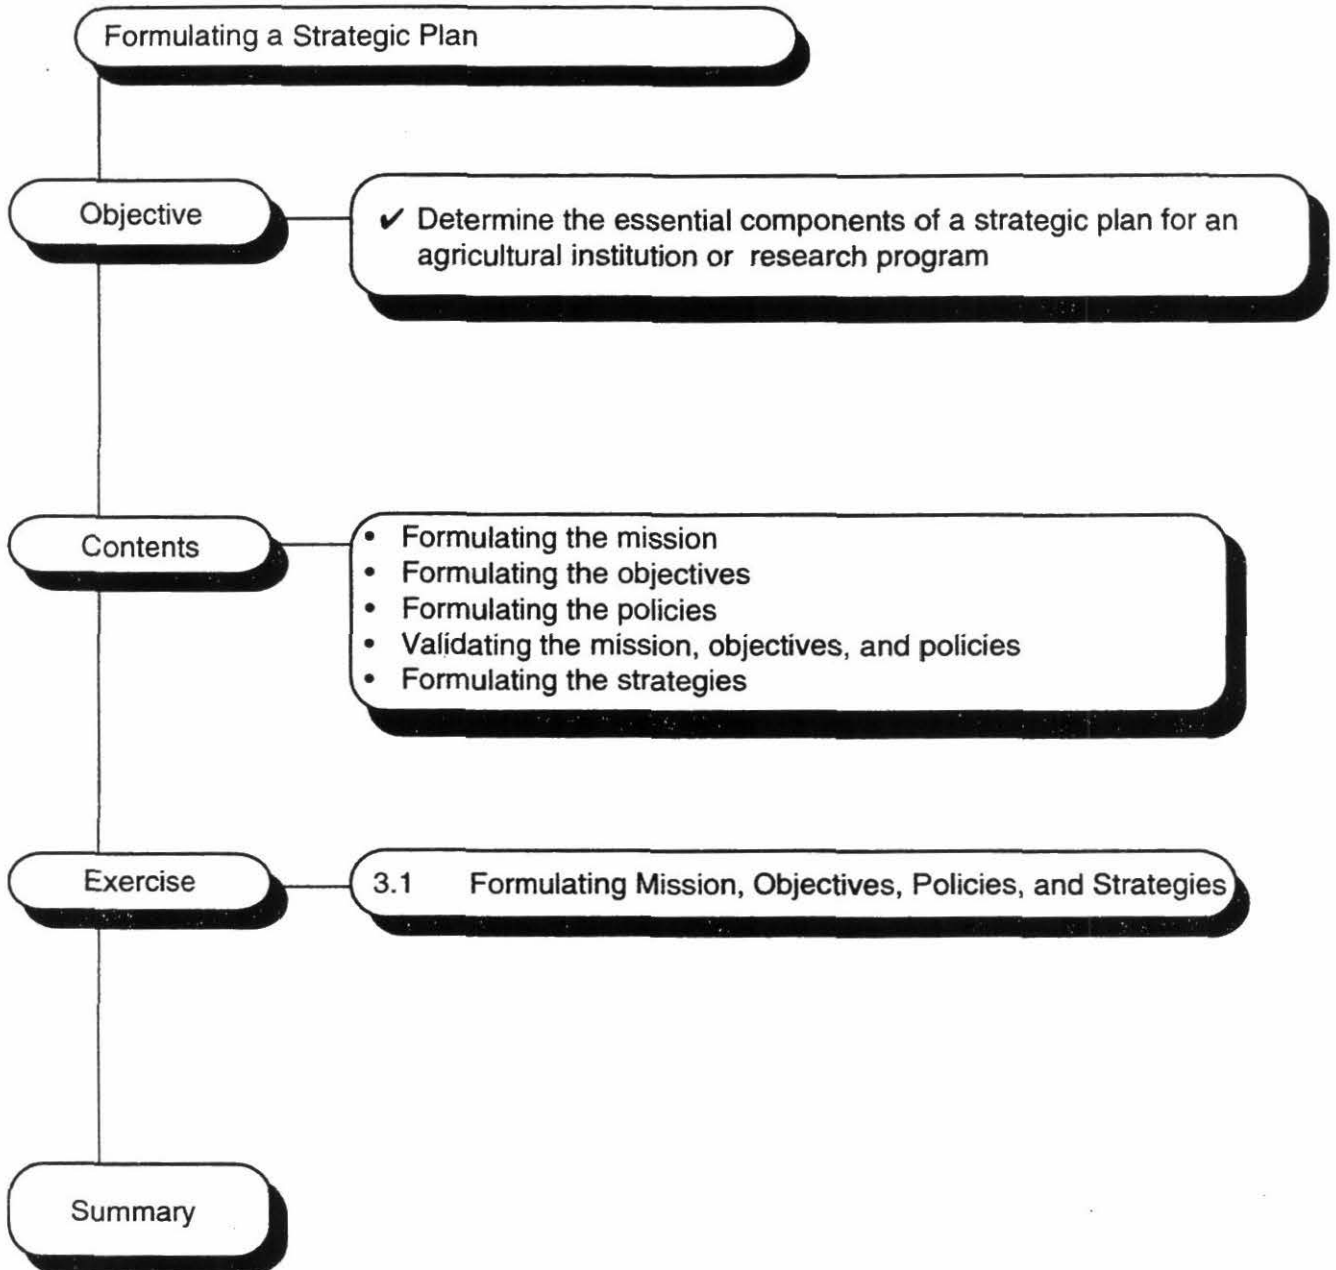 Formulating a Strategic Plan
Objective
✔ Determine the essential components of a strategic plan for an
agricultural institution or research program
Contents
• Formulating the mission
• Formulating the objectives
• Formulating the policies
• Validating the mission, objectives, and policies
• Formulating the strategies
Exercise
3.1 Formulating Mission, Objectives, Policies, and Strategies
Summary